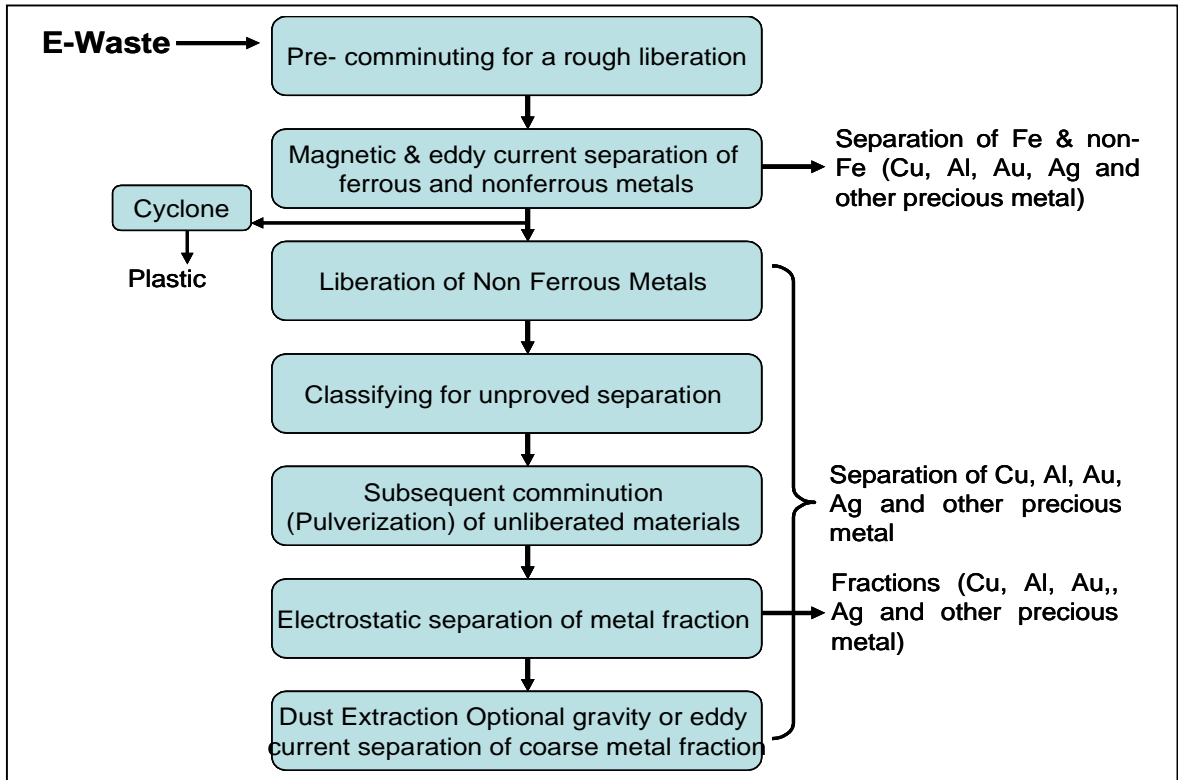 E-Waste
Pre- comminuting for a rough liberation
Magnetic & eddy current separation of
ferrous and nonferrous metals
Separation of Fe & non-
Fe (Cu, Al, Au, Ag and
other precious metal)
Cyclone
Plastic
Liberation of Non Ferrous Metals
Classifying for unproved separation
Subsequent comminution
(Pulverization) of unliberated materials
Separation of Cu, Al, Au,
Ag and other precious
metal
Electrostatic separation of metal fraction
Fractions (Cu, Al, Au,,
Ag and other precious
metal)
Dust Extraction Optional gravity or eddy
current separation of coarse metal fraction